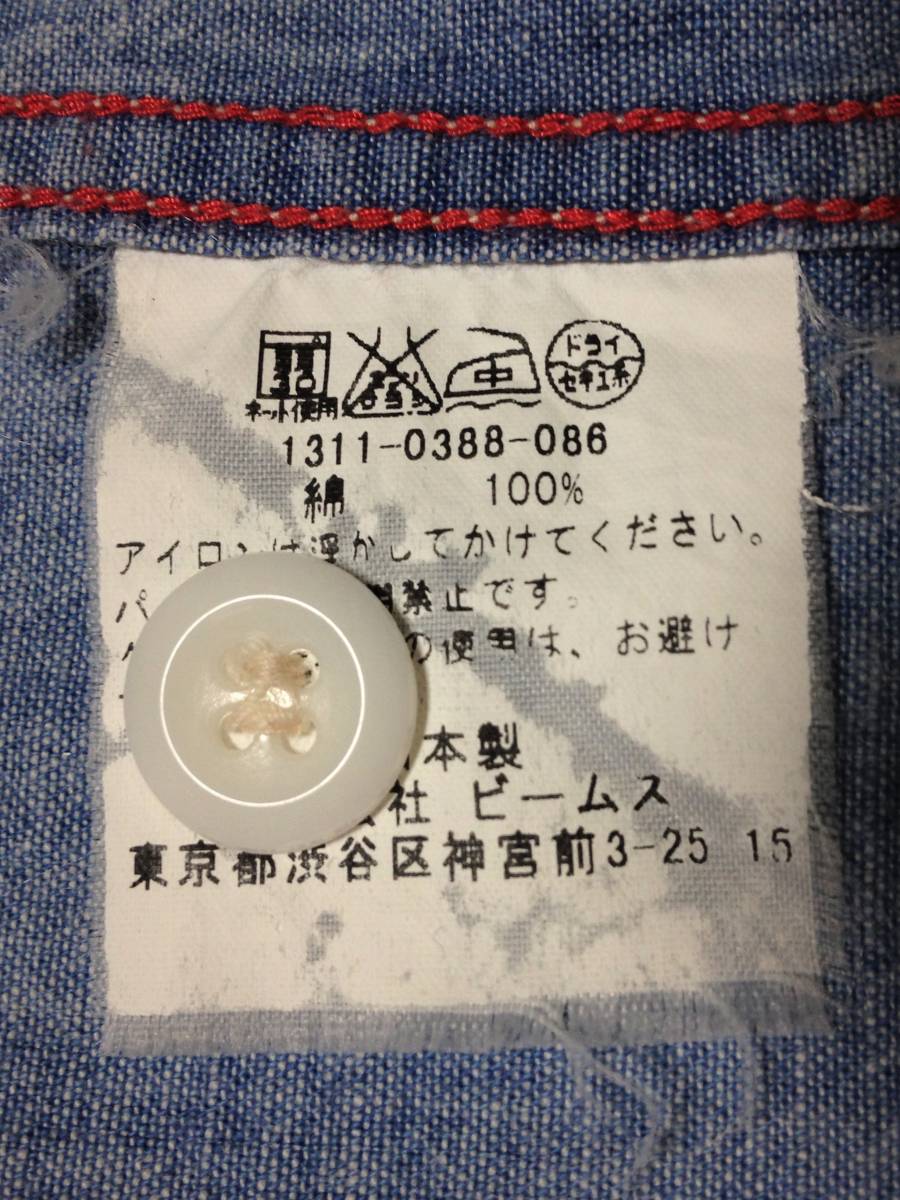 ドライ
中
30
セキユ系
ネット使用
1311-0388-086
綿 100%
アイロンは浮かしてかけてください。
パ 禁止です。
の使用は、お避け
本製
社 ビームス
東京都渋谷区神宮前3-25 15